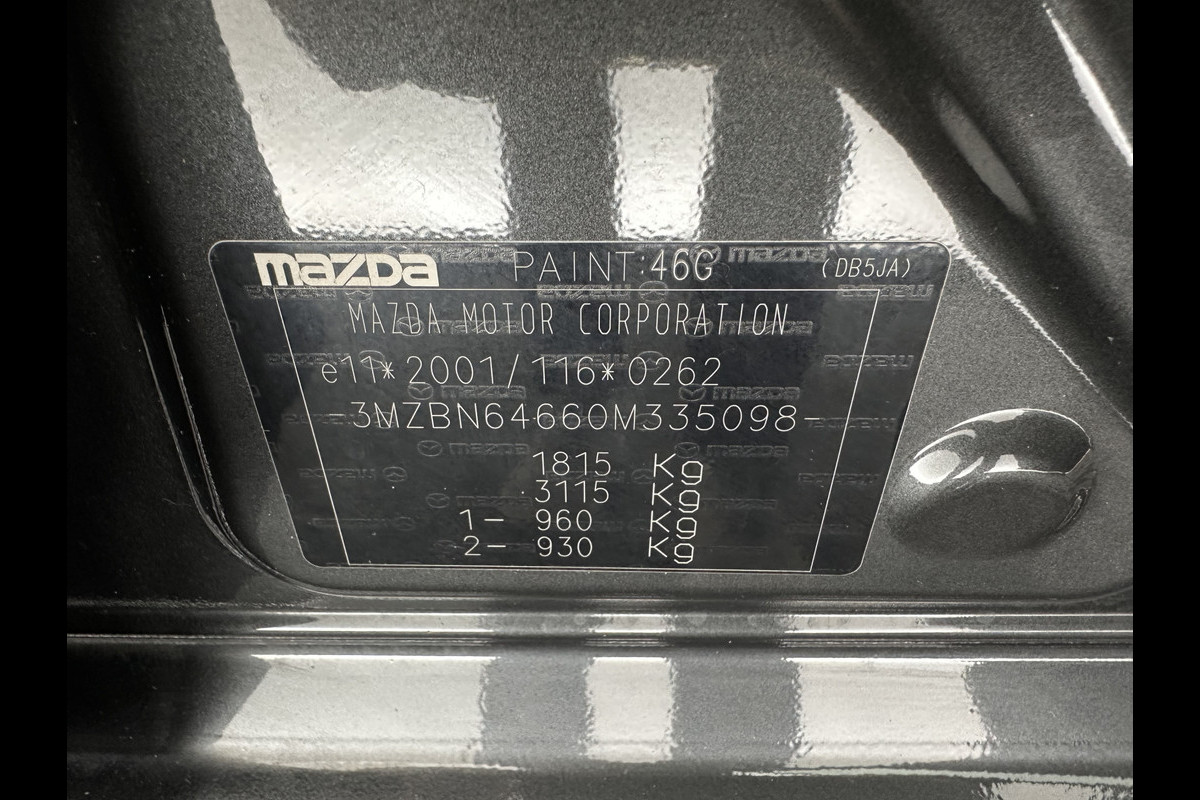 mazda PAINT:46G (DB5JA)
MAZDA MOTOR CORPORATION
e11*2001/116*0262
3MZBN64660M335098-
1815 Kg
3115 Kg
1- 960 Kg
2- 930 Kg